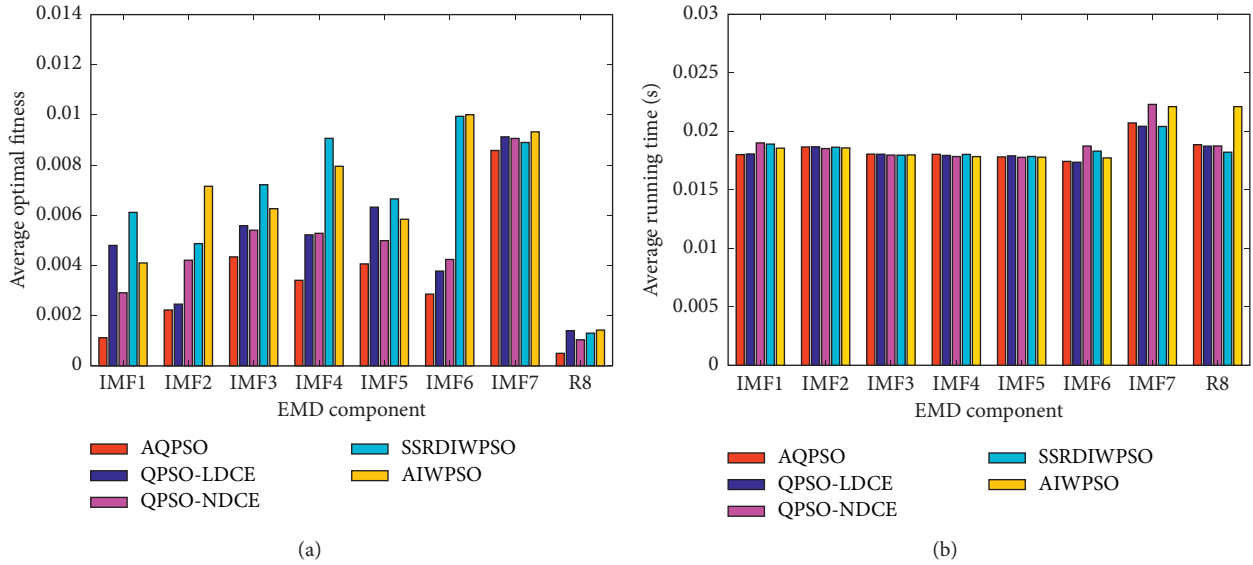 0.014
0.012
0.01
0.008
0.006
0.004
0.002
0
Average optimal fitness
IMF1 IMF2 IMF3 IMF4 IMF5 IMF6 IMF7 R8
EMD component
AQPSO
QPSO-LDCE
QPSO-NDCE
SSRDIWPSO
AIWPSO
(a)
0.03
0.025
0.02
0.015
0.01
0.005
0
Average running time (s)
IMF1 IMF2 IMF3 IMF4 IMF5 IMF6 IMF7 R8
EMD component
AQPSO
QPSO-LDCE
QPSO-NDCE
SSRDIWPSO
AIWPSO
(b)